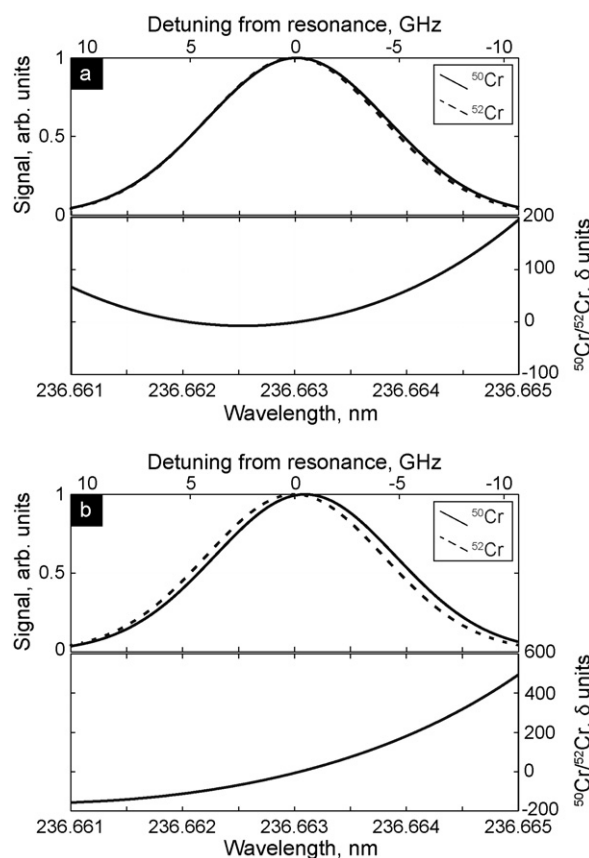 Detuning from resonance, GHz
10 5 0 -5 -10
a
Signal, arb. units
1
0.5
0
⁵⁰Cr
⁵²Cr
200
100
0
-100
⁵⁰Cr/⁵²Cr, δ units
236.661 236.662 236.663 236.664 236.665
Wavelength, nm
Detuning from resonance, GHz
10 5 0 -5 -10
b
Signal, arb. units
1
0.5
0
⁵⁰Cr
⁵²Cr
600
400
200
0
-200
⁵⁰Cr/⁵²Cr, δ units
236.661 236.662 236.663 236.664 236.665
Wavelength, nm